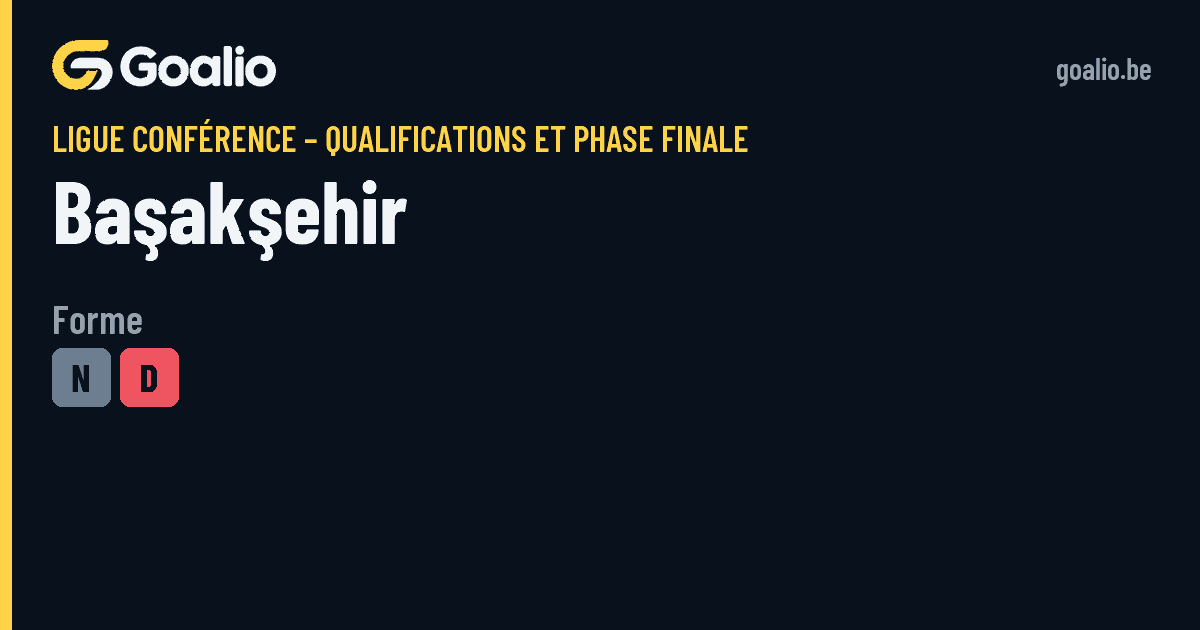 Goalio
goalio.be
LIGUE CONFÉRENCE – QUALIFICATIONS ET PHASE FINALE
Başakşehir
Forme
N D